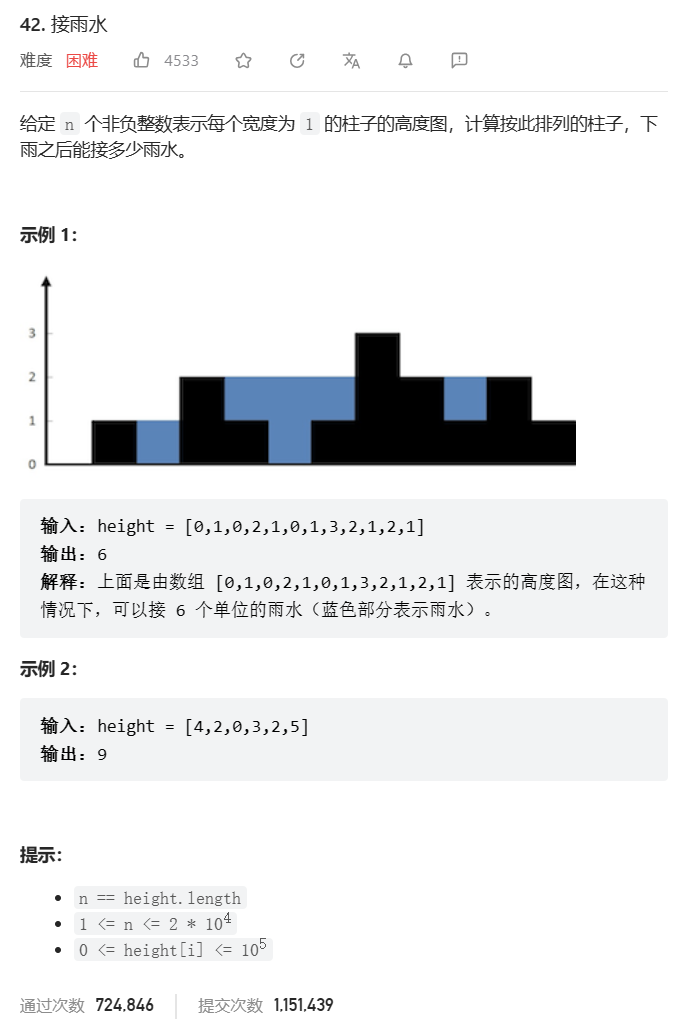 42. 接雨水
难度 困难 4533
给定 n 个非负整数表示每个宽度为 1 的柱子的高度图，计算按此排列的柱子，下
雨之后能接多少雨水。
示例 1：
3
2
1
0
输入：height = [0,1,0,2,1,0,1,3,2,1,2,1]
输出：6
解释：上面是由数组 [0,1,0,2,1,0,1,3,2,1,2,1] 表示的高度图，在这种
情况下，可以接 6 个单位的雨水（蓝色部分表示雨水）。
示例 2：
输入：height = [4,2,0,3,2,5]
输出：9
提示：
• n == height.length
• 1 <= n <= 2 * 10⁴
• 0 <= height[i] <= 10⁵
通过次数 724,846 提交次数 1,151,439